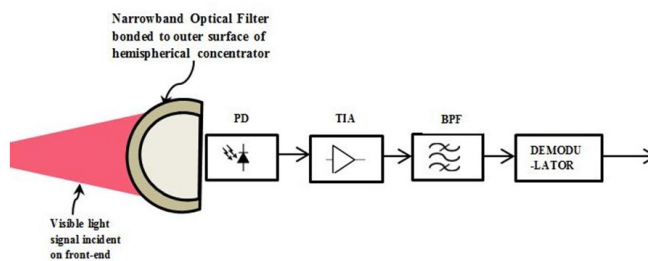 Narrowband Optical Filter
bonded to outer surface of
hemispherical concentrator
PD
TIA
BPF
DEMODU
-LATOR
Visible light
signal incident
on front-end